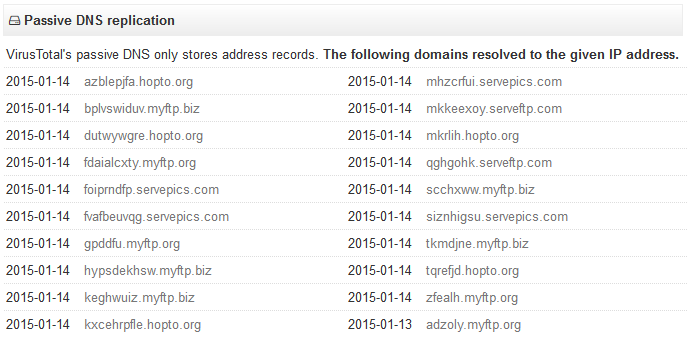 Passive DNS replication
VirusTotal's passive DNS only stores address records. The following domains resolved to the given IP address.
2015-01-14 azblepjfa.hopto.org 2015-01-14 mhzcrfui.servepics.com
2015-01-14 bplvswiduv.myftp.biz 2015-01-14 mkkeexoy.serveftp.com
2015-01-14 dutwywgre.hopto.org 2015-01-14 mkrlih.hopto.org
2015-01-14 fdaialcxty.myftp.org 2015-01-14 qghgohk.serveftp.com
2015-01-14 foiprndfp.servepics.com 2015-01-14 scchxww.myftp.biz
2015-01-14 fvafbeuvqg.servepics.com 2015-01-14 siznhigsu.servepics.com
2015-01-14 gpddfu.myftp.org 2015-01-14 tkmdjne.myftp.biz
2015-01-14 hypsdekhsw.myftp.biz 2015-01-14 tqrefjd.hopto.org
2015-01-14 keghwuiz.myftp.biz 2015-01-14 zfealh.myftp.org
2015-01-14 kxcehrpfle.hopto.org 2015-01-13 adzoly.myftp.org